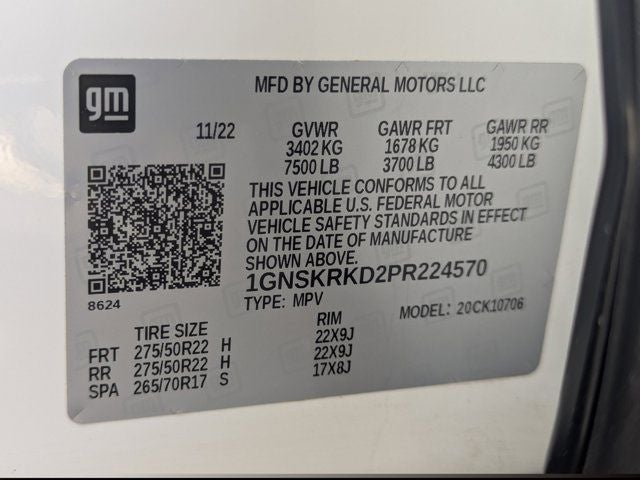 gm
MFD BY GENERAL MOTORS LLC
11/22 GVWR GAWR FRT GAWR RR
3402 KG 1678 KG 1950 KG
7500 LB 3700 LB 4300 LB
THIS VEHICLE CONFORMS TO ALL
APPLICABLE U.S. FEDERAL MOTOR
VEHICLE SAFETY STANDARDS IN EFFECT
ON THE DATE OF MANUFACTURE
SHOWN ABOVE.
1GNSKRKD2PR224570
8624
TYPE: MPV MODEL: 20CK10706
TIRE SIZE RIM
FRT 275/50R22 H 22X9J
RR 275/50R22 H 22X9J
SPA 265/70R17 S 17X8J